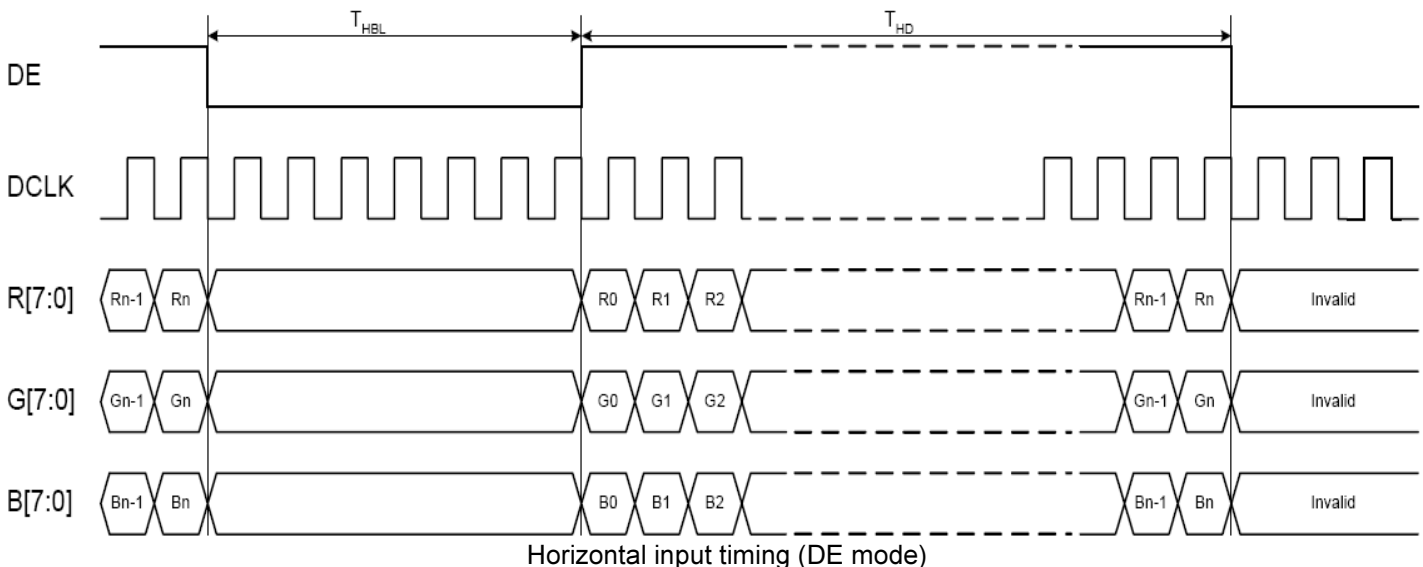 T_HBL T_HD
DE
DCLK
R[7:0] Rn-1 Rn R0 R1 R2 Rn-1 Rn Invalid
G[7:0] Gn-1 Gn G0 G1 G2 Gn-1 Gn Invalid
B[7:0] Bn-1 Bn B0 B1 B2 Bn-1 Bn Invalid
Horizontal input timing (DE mode)